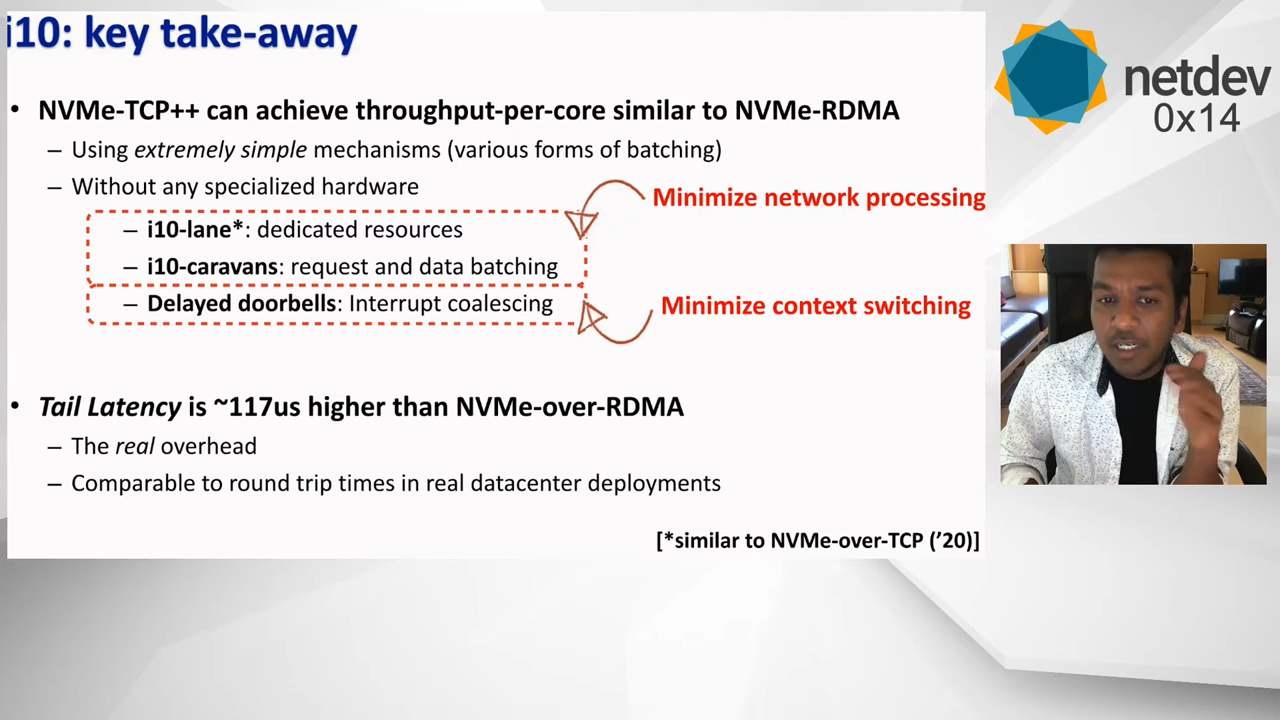 i10: key take-away
• NVMe-TCP++ can achieve throughput-per-core similar to NVMe-RDMA
– Using extremely simple mechanisms (various forms of batching)
– Without any specialized hardware
Minimize network processing
– i10-lane*: dedicated resources
– i10-caravans: request and data batching
– Delayed doorbells: Interrupt coalescing
Minimize context switching
• Tail Latency is ~117us higher than NVMe-over-RDMA
– The real overhead
– Comparable to round trip times in real datacenter deployments
[*similar to NVMe-over-TCP (’20)]
netdev
0x14